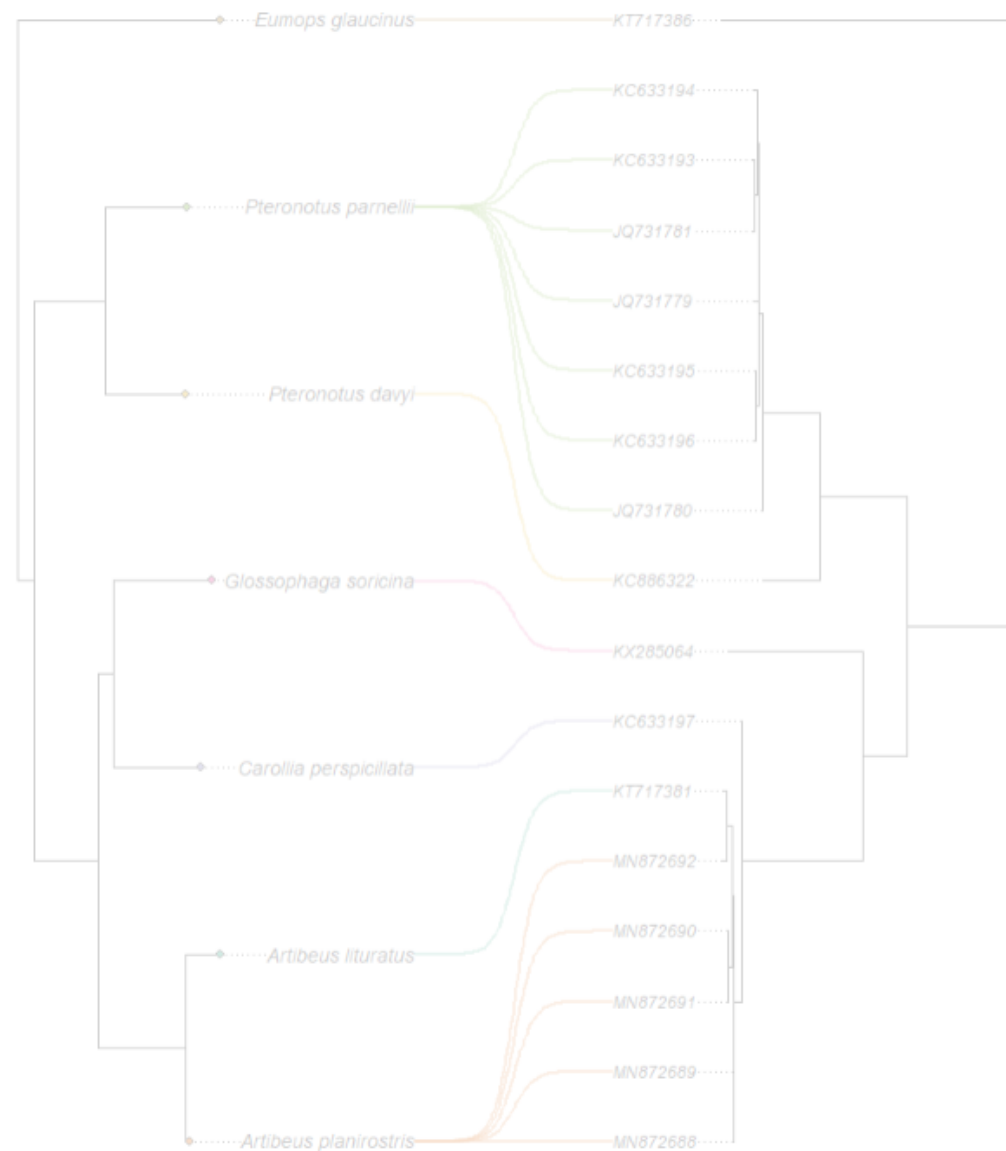 Eumops glaucinus KT717386
KC633194
KC633193
Pteronotus parnellii
JQ731781
JQ731779
KC633195
Pteronotus davyi
KC633196
JQ731780
Glossophaga soricina KC886322
KX285064
KC633197
Carollia perspicillata
KT717381
MN872692
MN872690
Artibeus lituratus
MN872691
MN872689
Artibeus planirostris MN872688